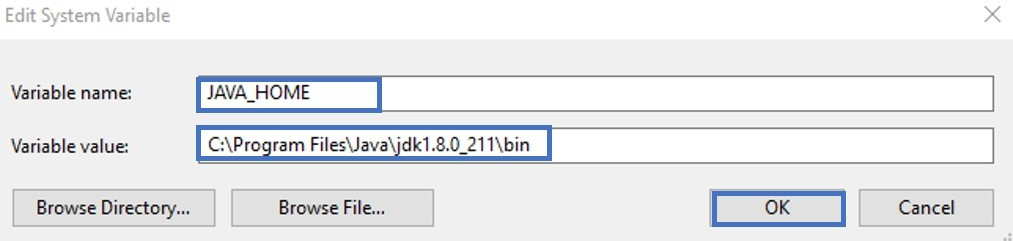 Edit System Variable
Variable name: JAVA_HOME
Variable value: C:\Program Files\Java\jdk1.8.0_211\bin
Browse Directory... Browse File... OK Cancel